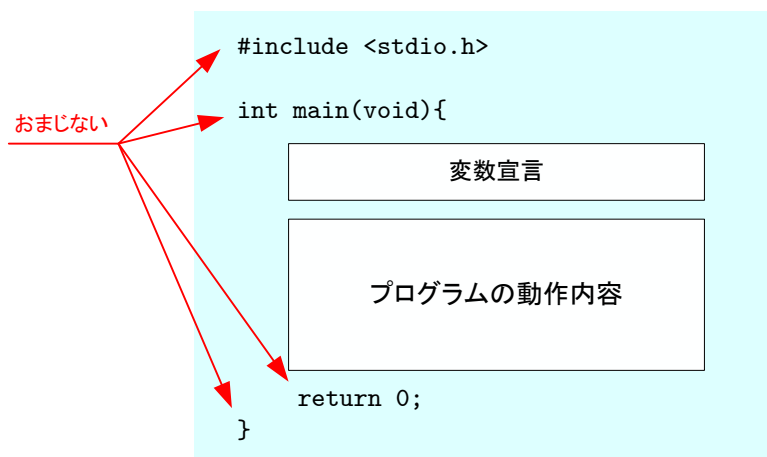 #include <stdio.h>
int main(void){
おまじない
変数宣言
プログラムの動作内容
return 0;
}